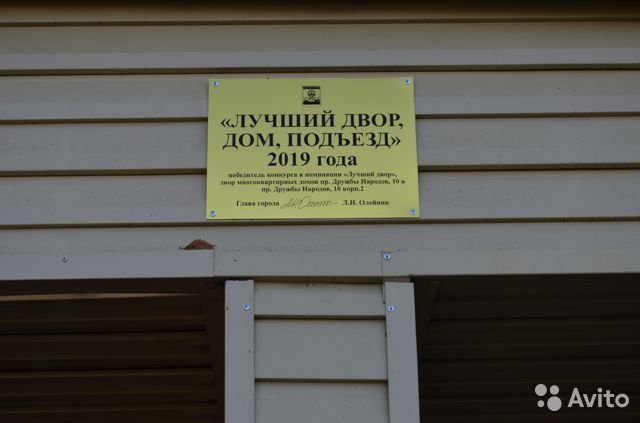 «ЛУЧШИЙ ДВОР,
ДОМ, ПОДЪЕЗД»
2019 года
победитель конкурса в номинации «Лучший двор»,
двор многоквартирных домов пр. Дружбы Народов, 10 и
пр. Дружбы Народов, 10 корп.2
Глава города Л.Н. Олейник
Avito